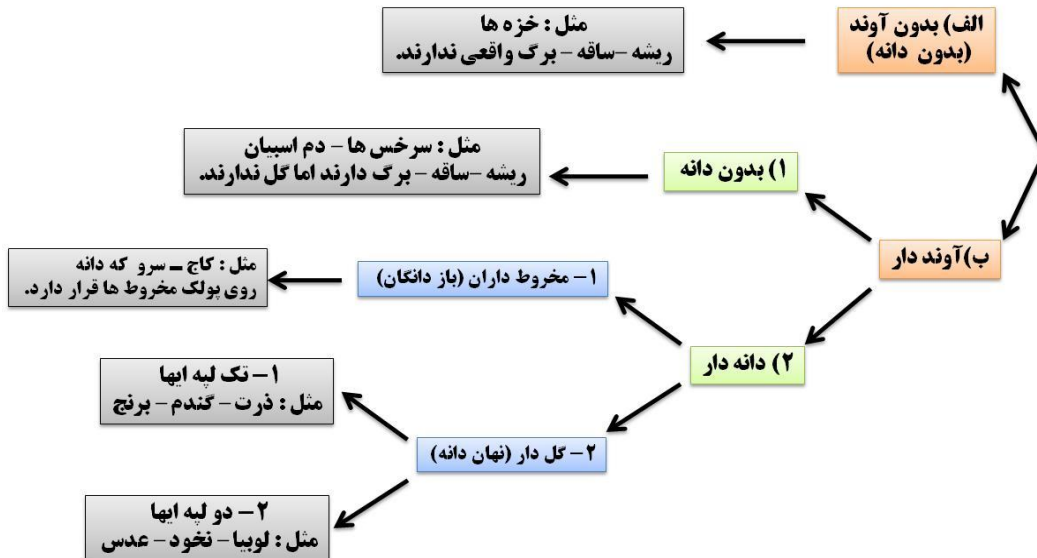 الف) بدون آوند
(بدون دانه)
مثل : خزه ها
ریشه –ساقه – برگ واقعی ندارند.
ب)آوند دار
۱) بدون دانه
مثل : سرخس ها – دم اسبیان
ریشه –ساقه – برگ دارند اما گل ندارند.
۲) دانه دار
۱– مخروط داران (باز دانگان)
مثل : کاج – سرو که دانه
روی پولک مخروط ها قرار دارد.
۲– گل دار (نهان دانه)
۱– تک لپه ایها
مثل : ذرت – گندم – برنج
۲– دو لپه ایها
مثل : لوبیا – نخود – عدس